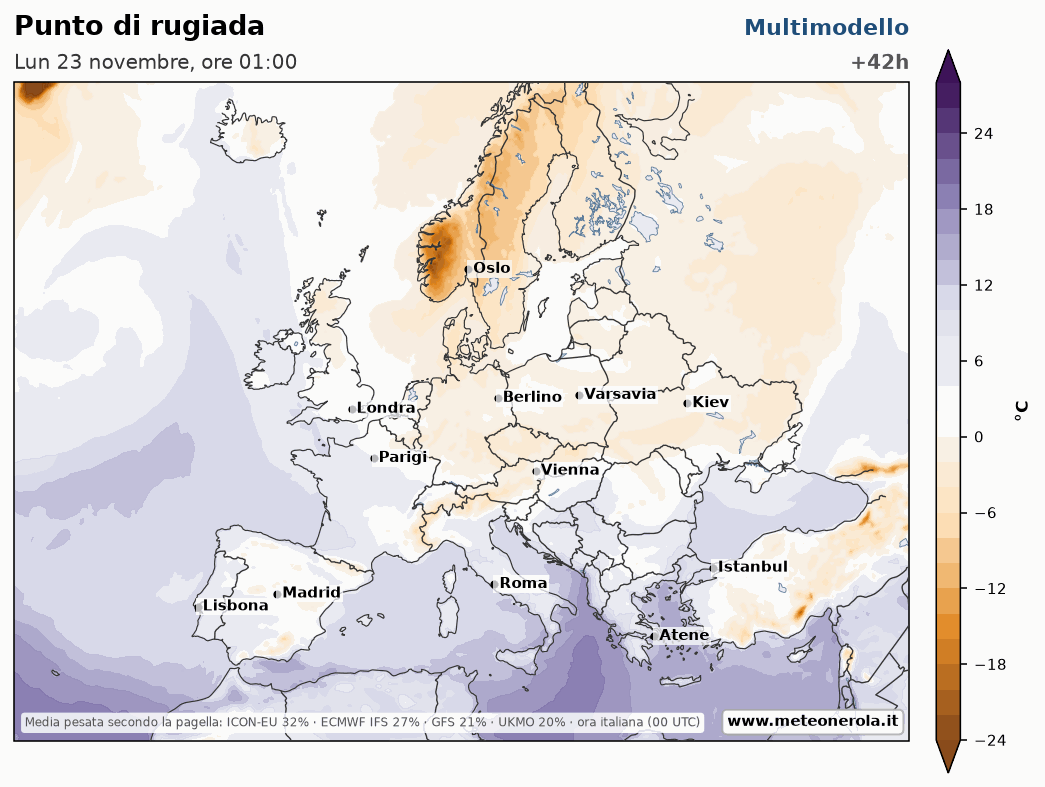 Punto di rugiada
Multimodello
Lun 23 novembre, ore 01:00
+42h
24
18
12
6
0
−6
−12
−18
−24
°C
Oslo
Berlino
Varsavia
Kiev
Londra
Parigi
Vienna
Istanbul
Roma
Madrid
Lisbona
Atene
Media pesata secondo la pagella: ICON-EU 32% · ECMWF IFS 27% · GFS 21% · UKMO 20% · ora italiana (00 UTC)
www.meteonerola.it